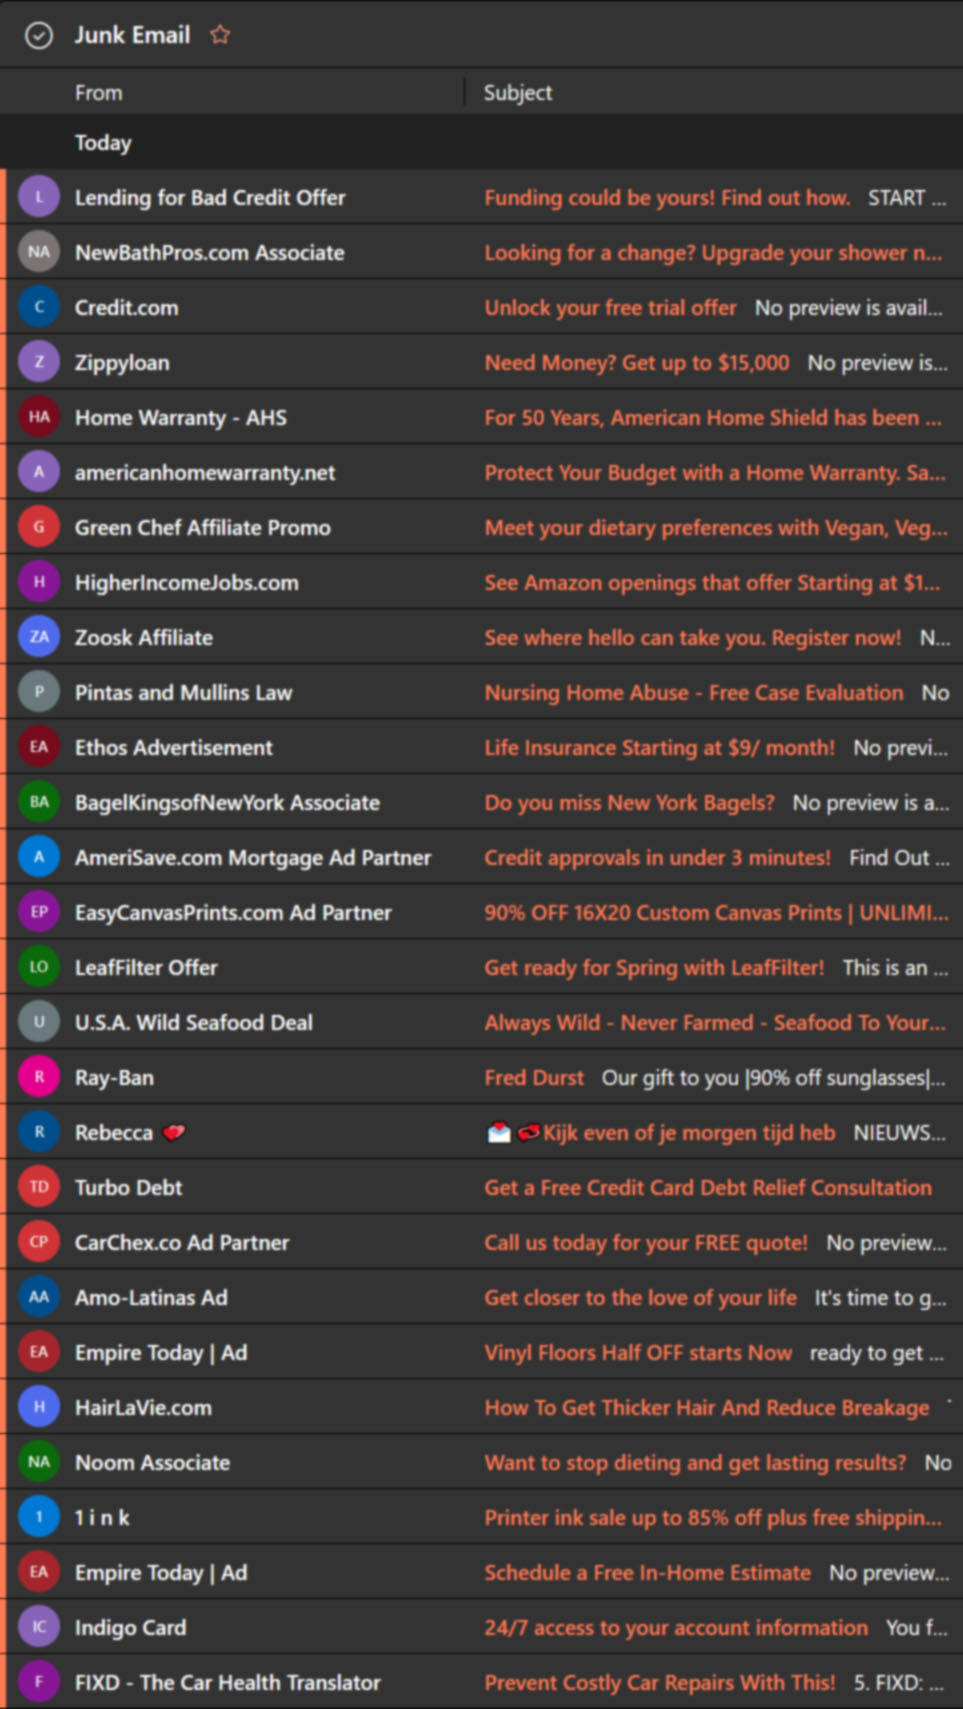 Junk Email
From Subject
Today
L Lending for Bad Credit Offer Funding could be yours! Find out how. START ...
NA NewBathPros.com Associate Looking for a change? Upgrade your shower n...
C Credit.com Unlock your free trial offer No preview is avail...
Z Zippyloan Need Money? Get up to $15,000 No preview is...
HA Home Warranty - AHS For 50 Years, American Home Shield has been ...
A americanhomewarranty.net Protect Your Budget with a Home Warranty. Sa...
G Green Chef Affiliate Promo Meet your dietary preferences with Vegan, Veg...
H HigherIncomeJobs.com See Amazon openings that offer Starting at $1...
ZA Zoosk Affiliate See where hello can take you. Register now! N...
P Pintas and Mullins Law Nursing Home Abuse - Free Case Evaluation No
EA Ethos Advertisement Life Insurance Starting at $9/ month! No previ...
BA BagelKingsofNewYork Associate Do you miss New York Bagels? No preview is a...
A AmeriSave.com Mortgage Ad Partner Credit approvals in under 3 minutes! Find Out ...
EP EasyCanvasPrints.com Ad Partner 90% OFF 16X20 Custom Canvas Prints | UNLIMI...
LO LeafFilter Offer Get ready for Spring with LeafFilter! This is an ...
U U.S.A. Wild Seafood Deal Always Wild - Never Farmed - Seafood To Your...
R Ray-Ban Fred Durst Our gift to you |90% off sunglasses|...
R Rebecca 💕 💌💋Kijk even of je morgen tijd heb NIEUWS...
TD Turbo Debt Get a Free Credit Card Debt Relief Consultation
CP CarChex.co Ad Partner Call us today for your FREE quote! No preview...
AA Amo-Latinas Ad Get closer to the love of your life It's time to g...
EA Empire Today | Ad Vinyl Floors Half OFF starts Now ready to get ...
H HairLaVie.com How To Get Thicker Hair And Reduce Breakage
NA Noom Associate Want to stop dieting and get lasting results? No
1 1 i n k Printer ink sale up to 85% off plus free shippin...
EA Empire Today | Ad Schedule a Free In-Home Estimate No preview...
IC Indigo Card 24/7 access to your account information You f...
F FIXD - The Car Health Translator Prevent Costly Car Repairs With This! 5. FIXD: ...